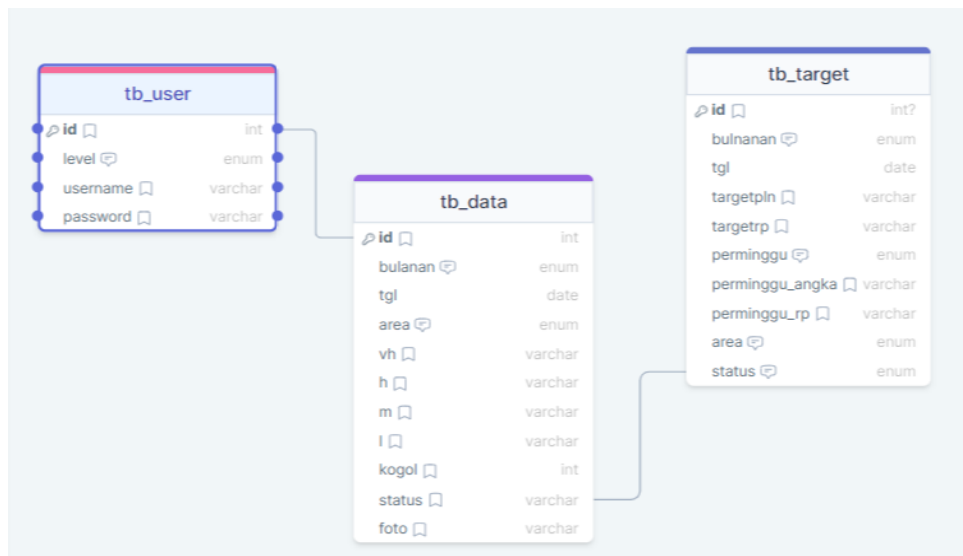 tb_user
id int
level enum
username varchar
password varchar
tb_data
id int
bulanan enum
tgl date
area enum
vh varchar
h varchar
m varchar
l varchar
kogol int
status varchar
foto varchar
tb_target
id int?
bulnanan enum
tgl date
targetpln varchar
targetrp varchar
perminggu enum
perminggu_angka varchar
perminggu_rp varchar
area enum
status enum